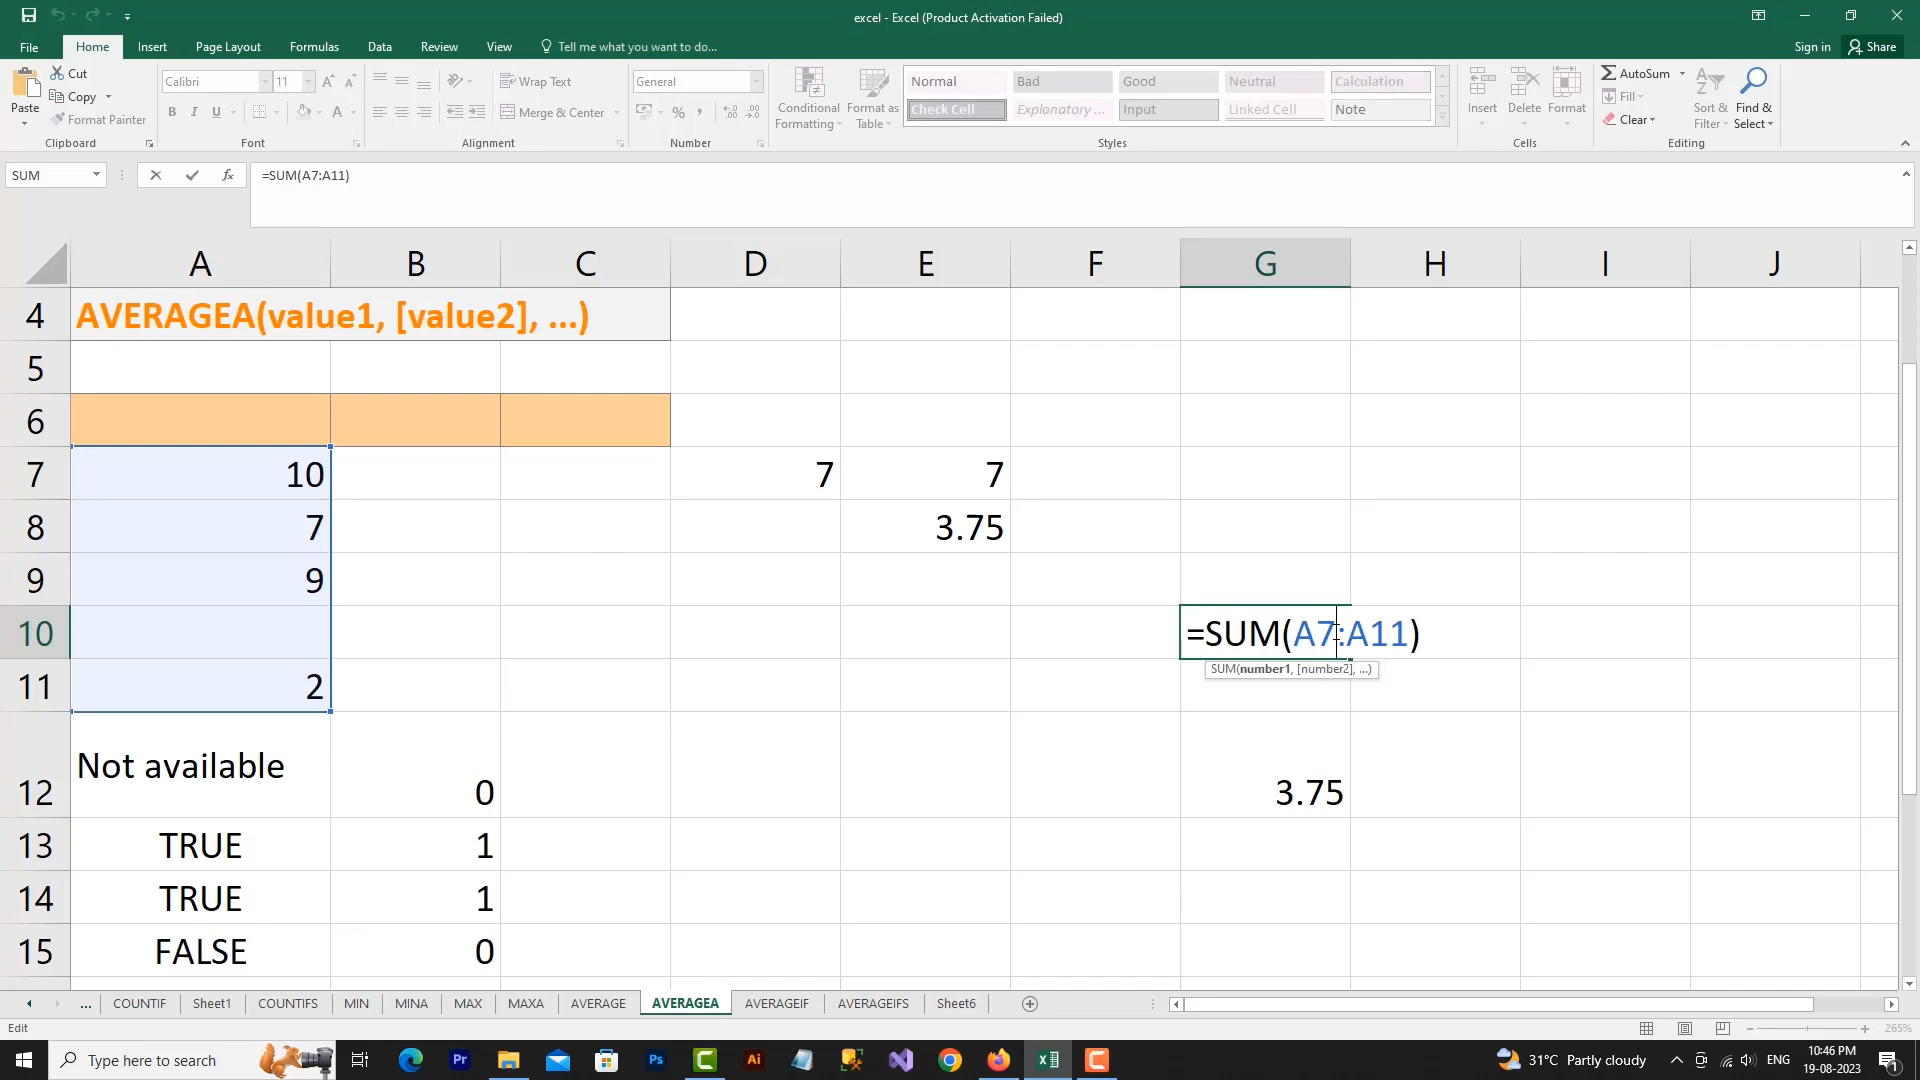 excel - Excel (Product Activation Failed)
File Home Insert Page Layout Formulas Data Review View Tell me what you want to do... Sign in Share
Paste
Cut
Copy
Format Painter
Clipboard
Calibri 11
B I U
Font
Wrap Text
Merge & Center
Alignment
General
%
Number
Conditional Formatting
Format as Table
Normal Bad Good Neutral Calculation
Check Cell Explanatory ... Input Linked Cell Note
Styles
Insert Delete Format
Cells
AutoSum
Fill
Clear
Sort & Filter
Find & Select
Editing
SUM fx =SUM(A7:A11)
A B C D E F G H I J
4 AVERAGEA(value1, [value2], ...)
5
6
7 10 7 7
8 7 3.75
9 9
10 =SUM(A7:A11)
SUM(number1, [number2], ...)
11 2
12 Not available 0 3.75
13 TRUE 1
14 TRUE 1
15 FALSE 0
... COUNTIF Sheet1 COUNTIFS MIN MINA MAX MAXA AVERAGE AVERAGEA AVERAGEIF AVERAGEIFS Sheet6
Edit 265%
Type here to search Pr Ps Ai 31°C Partly cloudy ENG 10:46 PM
19-08-2023 1